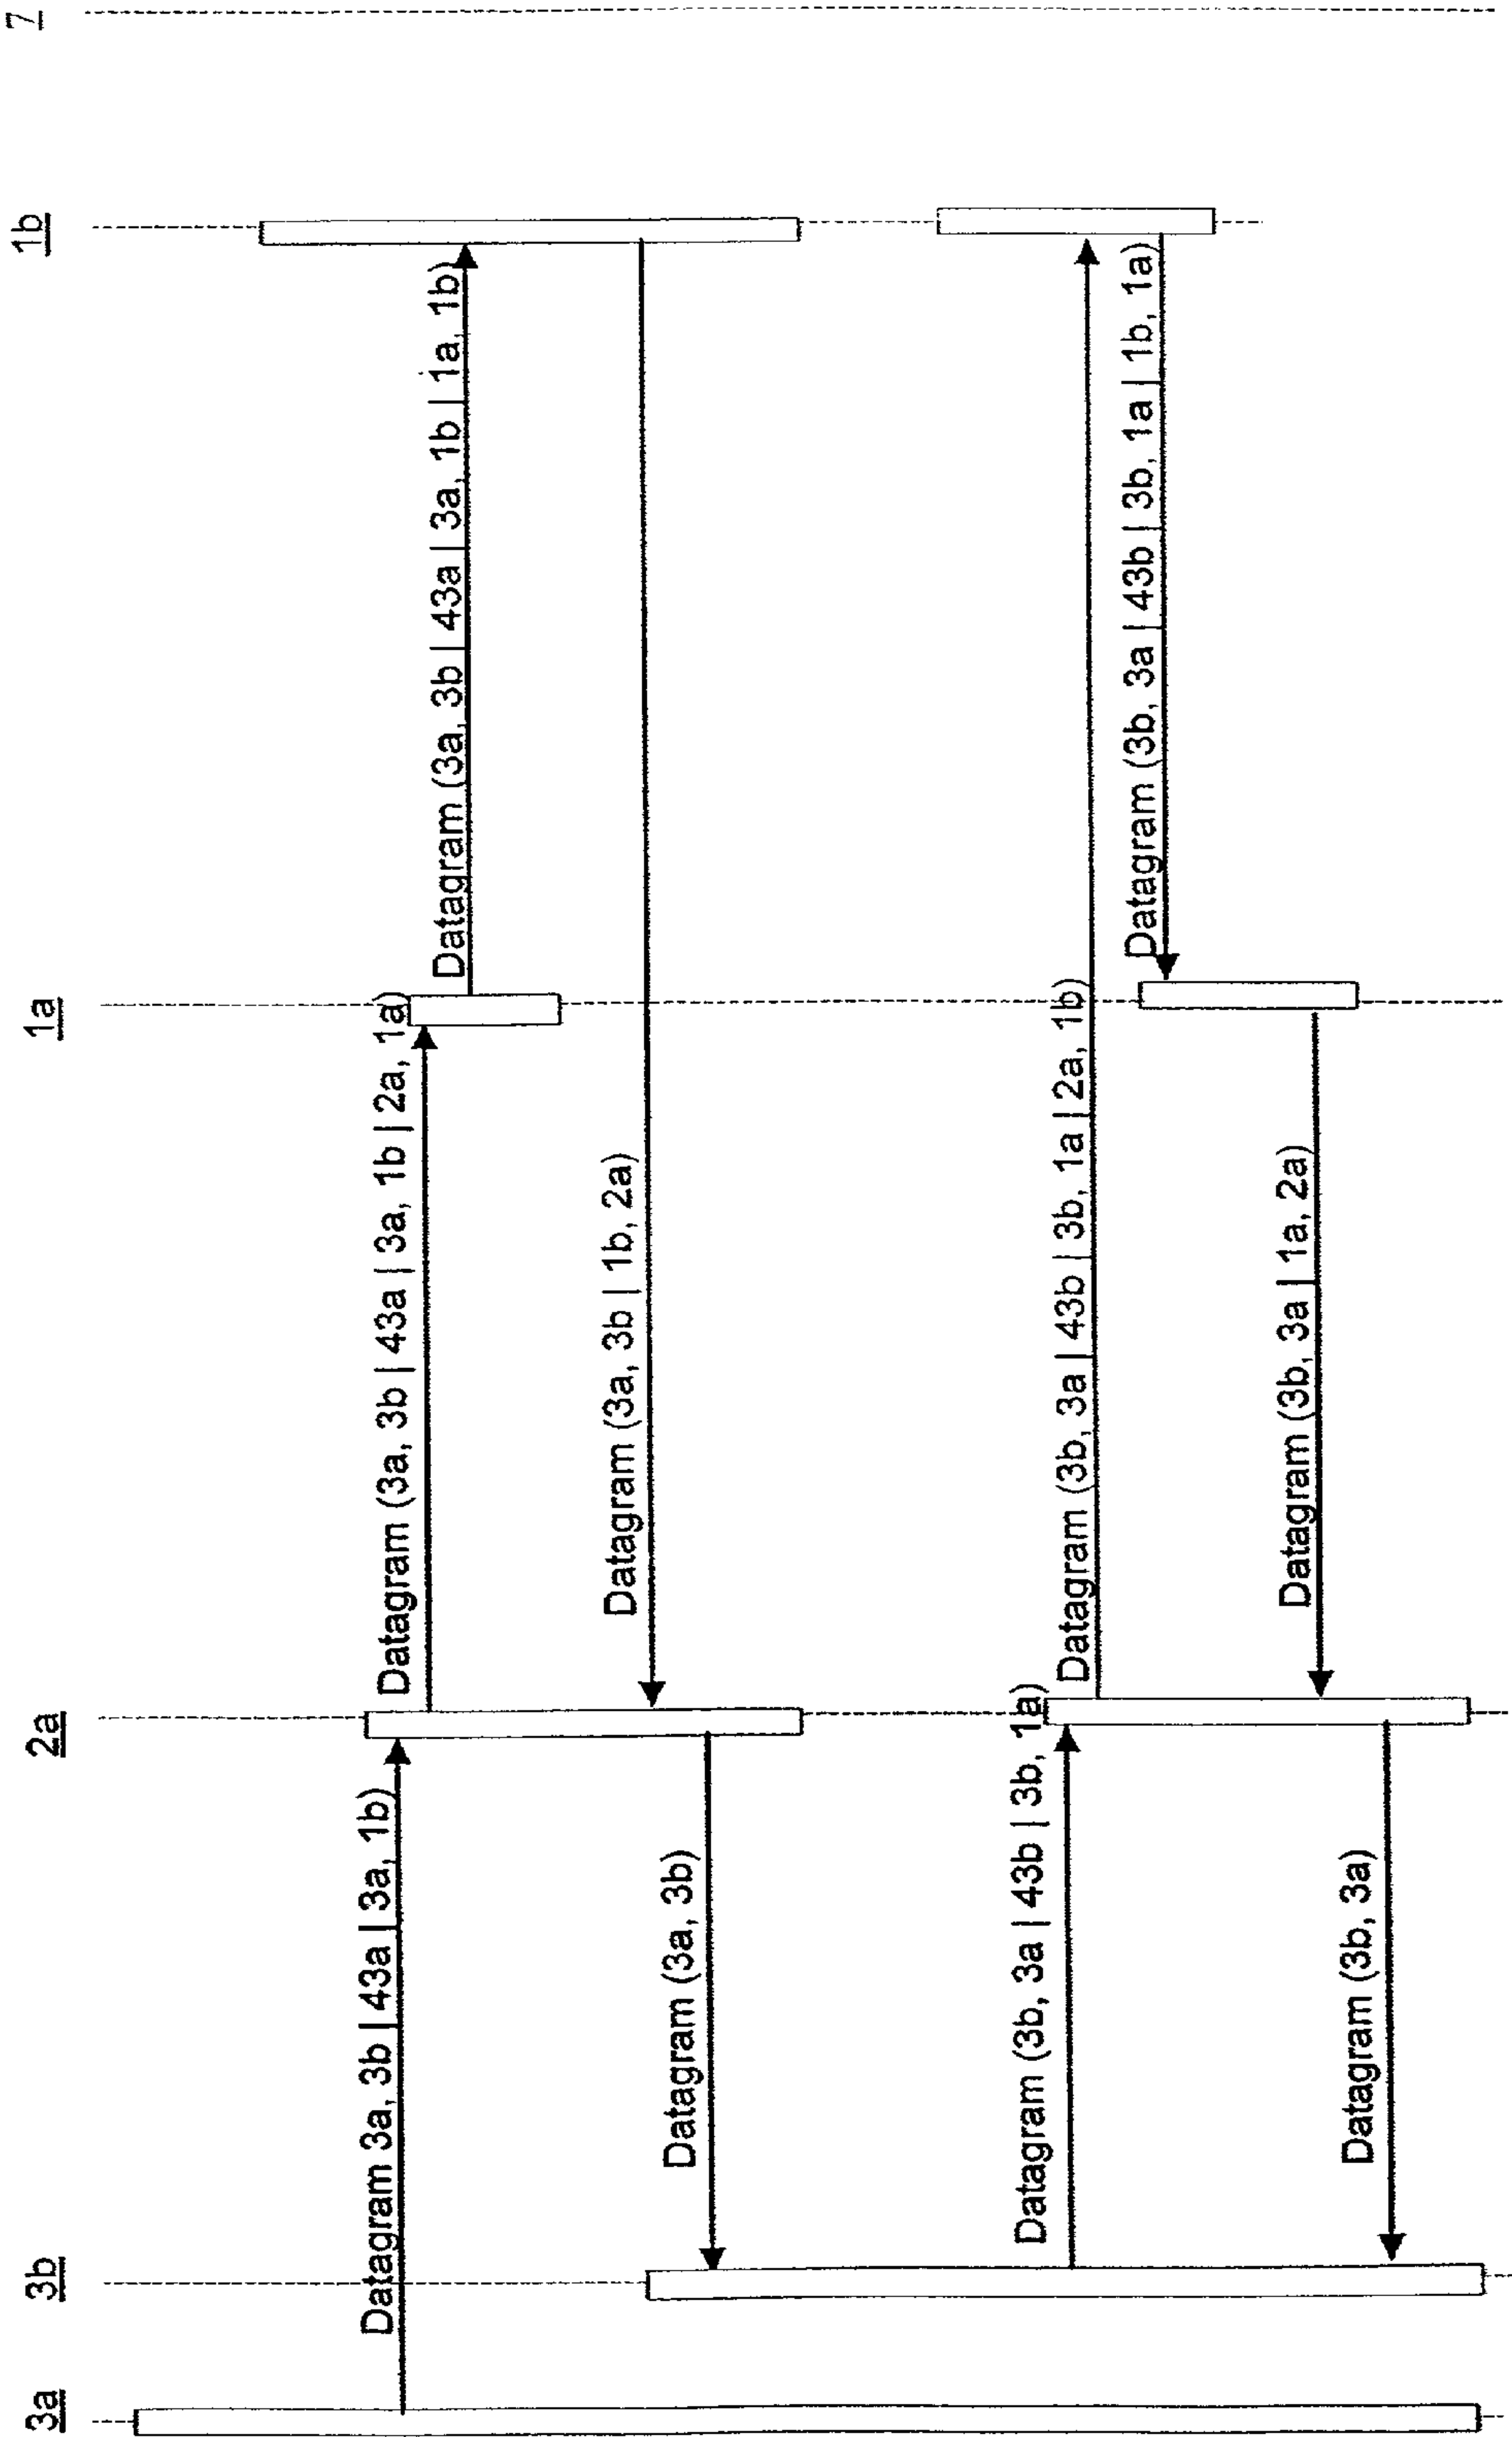 3a
3b
2a
1a
1b
7
Datagram 3a, 3b | 43a | 3a, 1b)
Datagram (3a, 3b | 43a | 3a, 1b | 2a, 1a)
Datagram (3a, 3b | 43a | 3a, 1b | 1a, 1b)
Datagram (3a, 3b | 1b, 2a)
Datagram (3a, 3b)
Datagram (3b, 3a | 43b | 3b, 1a)
Datagram (3b, 3a | 43b | 3b, 1a | 2a, 1b)
Datagram (3b, 3a | 43b | 3b, 1a | 1b, 1a)
Datagram (3b, 3a | 1a, 2a)
Datagram (3b, 3a)